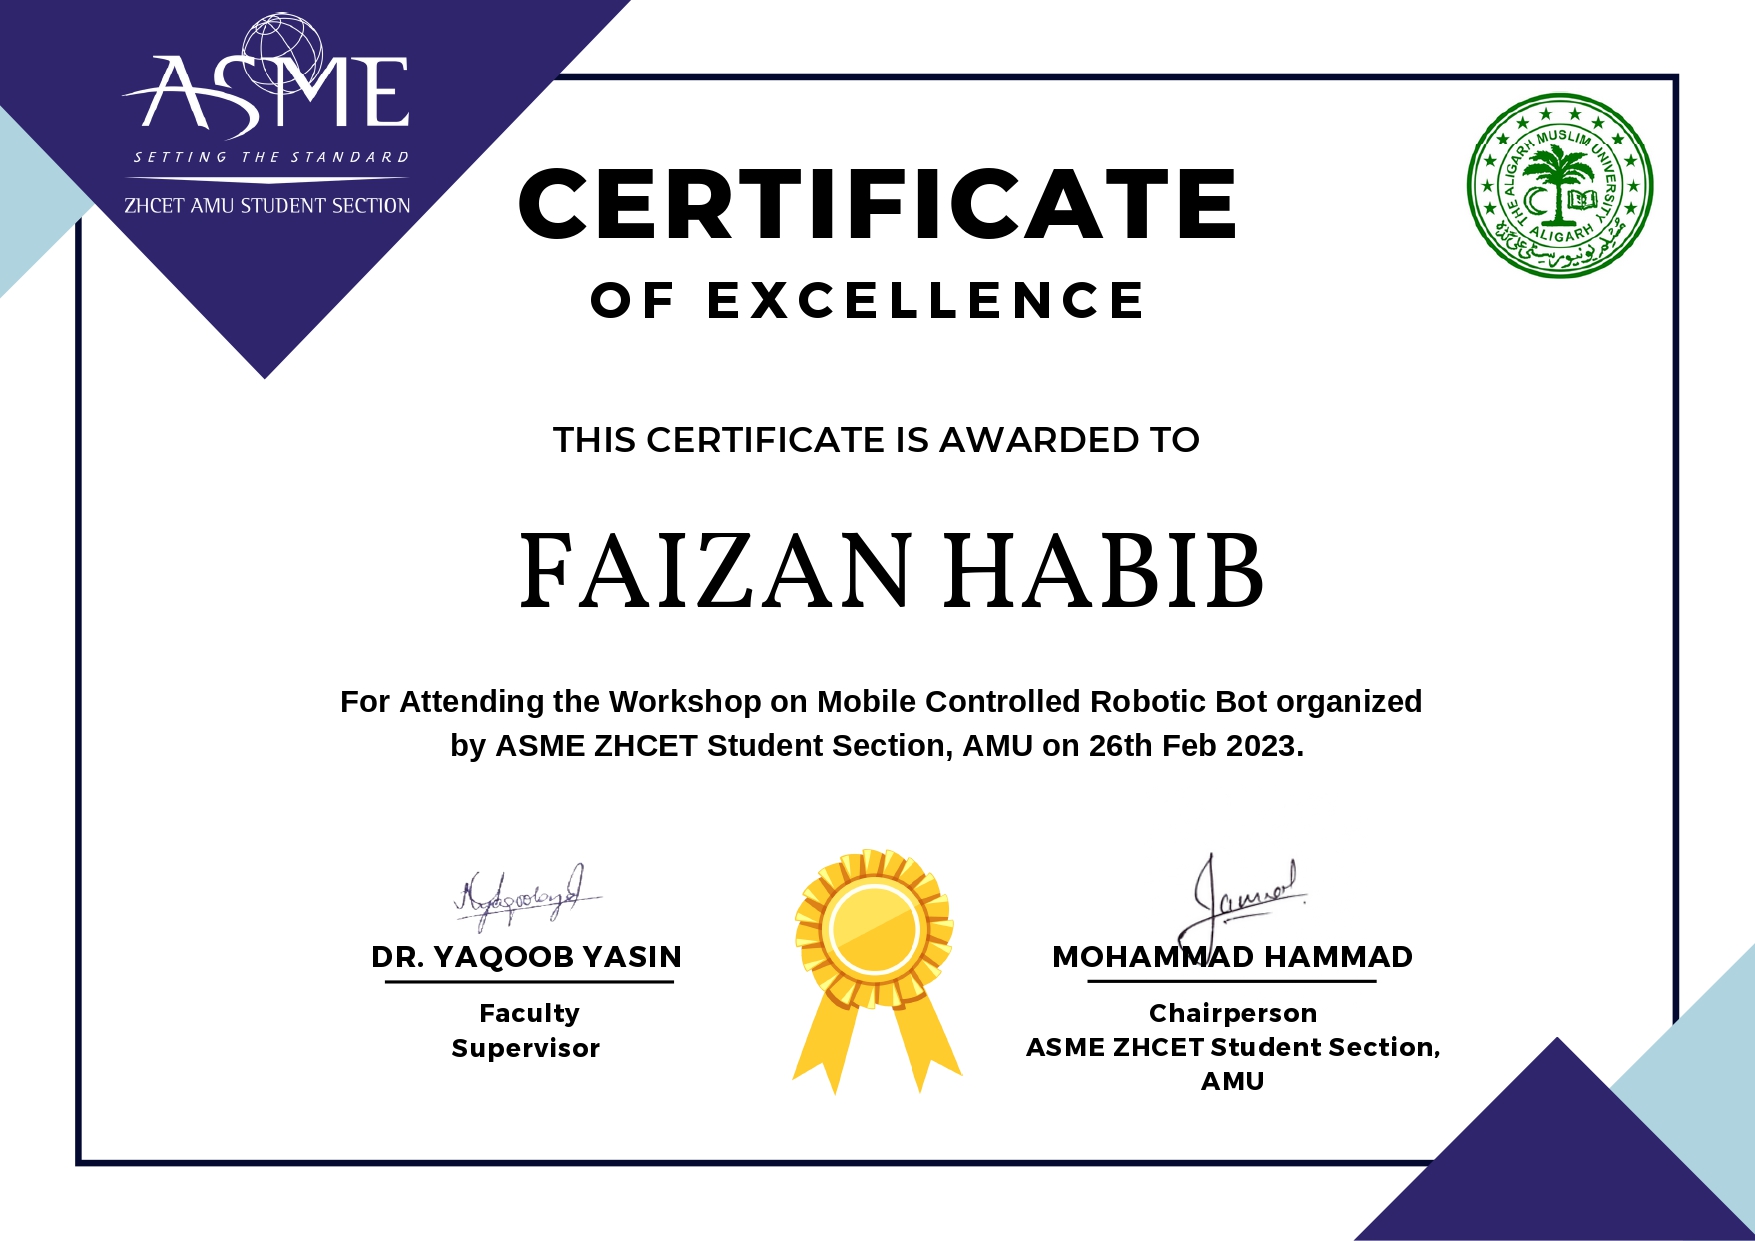 ASME
SETTING THE STANDARD
ZHCET AMU STUDENT SECTION
THE ALIGARH MUSLIM UNIVERSITY
ALIGARH
CERTIFICATE
OF EXCELLENCE
THIS CERTIFICATE IS AWARDED TO
FAIZAN HABIB
For Attending the Workshop on Mobile Controlled Robotic Bot organized
by ASME ZHCET Student Section, AMU on 26th Feb 2023.
DR. YAQOOB YASIN
Faculty
Supervisor
MOHAMMAD HAMMAD
Chairperson
ASME ZHCET Student Section,
AMU